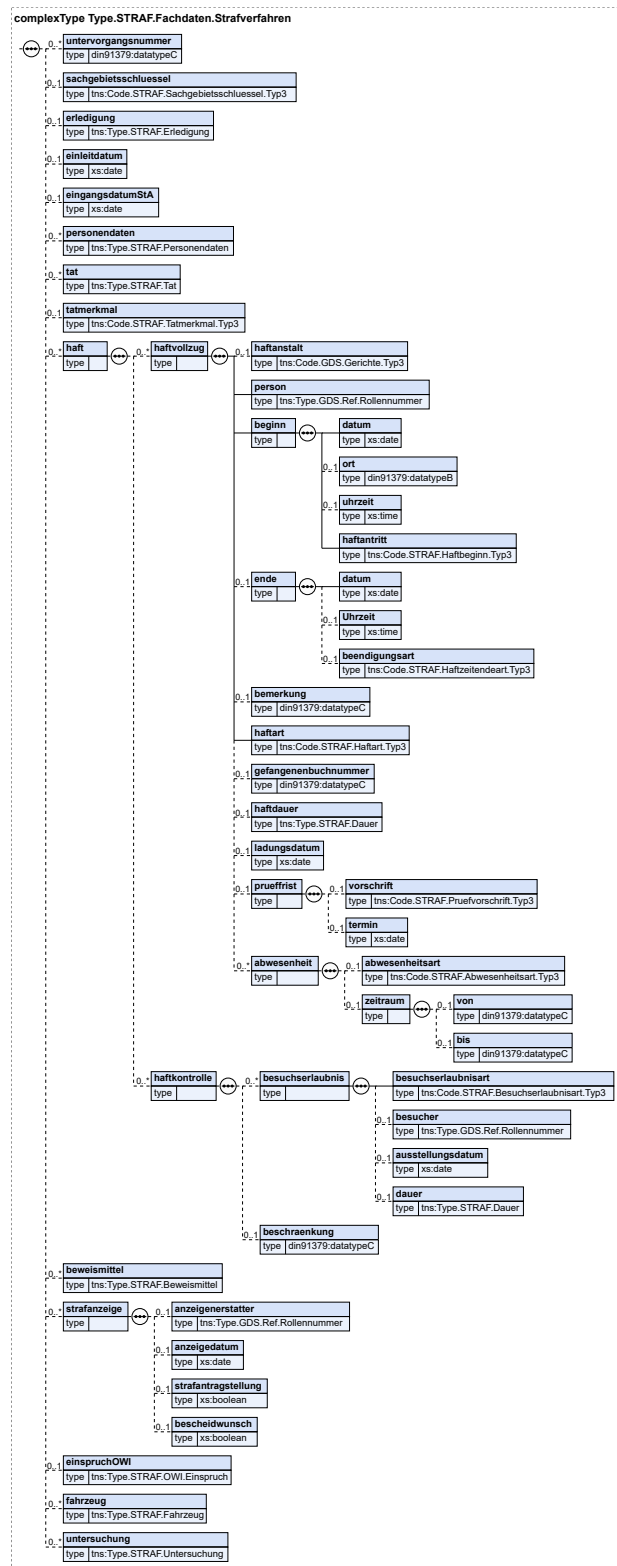 complexType Type.STRAF.Fachdaten.Strafverfahren
0..* untervorgangsnummer
type din91379:datatypeC
0..1 sachgebietsschluessel
type tns:Code.STRAF.Sachgebietsschluessel.Typ3
0..1 erledigung
type tns:Type.STRAF.Erledigung
0..1 einleitdatum
type xs:date
0..1 eingangsdatumStA
type xs:date
0..* personendaten
type tns:Type.STRAF.Personendaten
0..* tat
type tns:Type.STRAF.Tat
0..1 tatmerkmal
type tns:Code.STRAF.Tatmerkmal.Typ3
0..* haft 0..* haftvollzug 0..1 haftanstalt
type type type tns:Code.GDS.Gerichte.Typ3
person
type tns:Type.GDS.Ref.Rollennummer
beginn datum
type type xs:date
0..1 ort
type din91379:datatypeB
0..1 uhrzeit
type xs:time
haftantritt
type tns:Code.STRAF.Haftbeginn.Typ3
0..1 ende datum
type type xs:date
0..1 Uhrzeit
type xs:time
0..1 beendigungsart
type tns:Code.STRAF.Haftzeitendeart.Typ3
0..1 bemerkung
type din91379:datatypeC
haftart
type tns:Code.STRAF.Haftart.Typ3
0..1 gefangenenbuchnummer
type din91379:datatypeC
0..1 haftdauer
type tns:Type.STRAF.Dauer
0..1 ladungsdatum
type xs:date
0..1 prueffrist 0..1 vorschrift
type type tns:Code.STRAF.Pruefvorschrift.Typ3
0..1 termin
type xs:date
0..* abwesenheit 0..1 abwesenheitsart
type type tns:Code.STRAF.Abwesenheitsart.Typ3
0..1 zeitraum 0..1 von
type type din91379:datatypeC
0..1 bis
type din91379:datatypeC
0..* haftkontrolle 0..* besuchserlaubnis besuchserlaubnisart
type type type tns:Code.STRAF.Besuchserlaubnisart.Typ3
0..1 besucher
type tns:Type.GDS.Ref.Rollennummer
0..1 ausstellungsdatum
type xs:date
0..1 dauer
type tns:Type.STRAF.Dauer
0..1 beschraenkung
type din91379:datatypeC
0..* beweismittel
type tns:Type.STRAF.Beweismittel
0..* strafanzeige 0..1 anzeigenerstatter
type type tns:Type.GDS.Ref.Rollennummer
0..1 anzeigedatum
type xs:date
0..1 strafantragstellung
type xs:boolean
0..1 bescheidwunsch
type xs:boolean
0..1 einspruchOWI
type tns:Type.STRAF.OWI.Einspruch
0..* fahrzeug
type tns:Type.STRAF.Fahrzeug
0..* untersuchung
type tns:Type.STRAF.Untersuchung